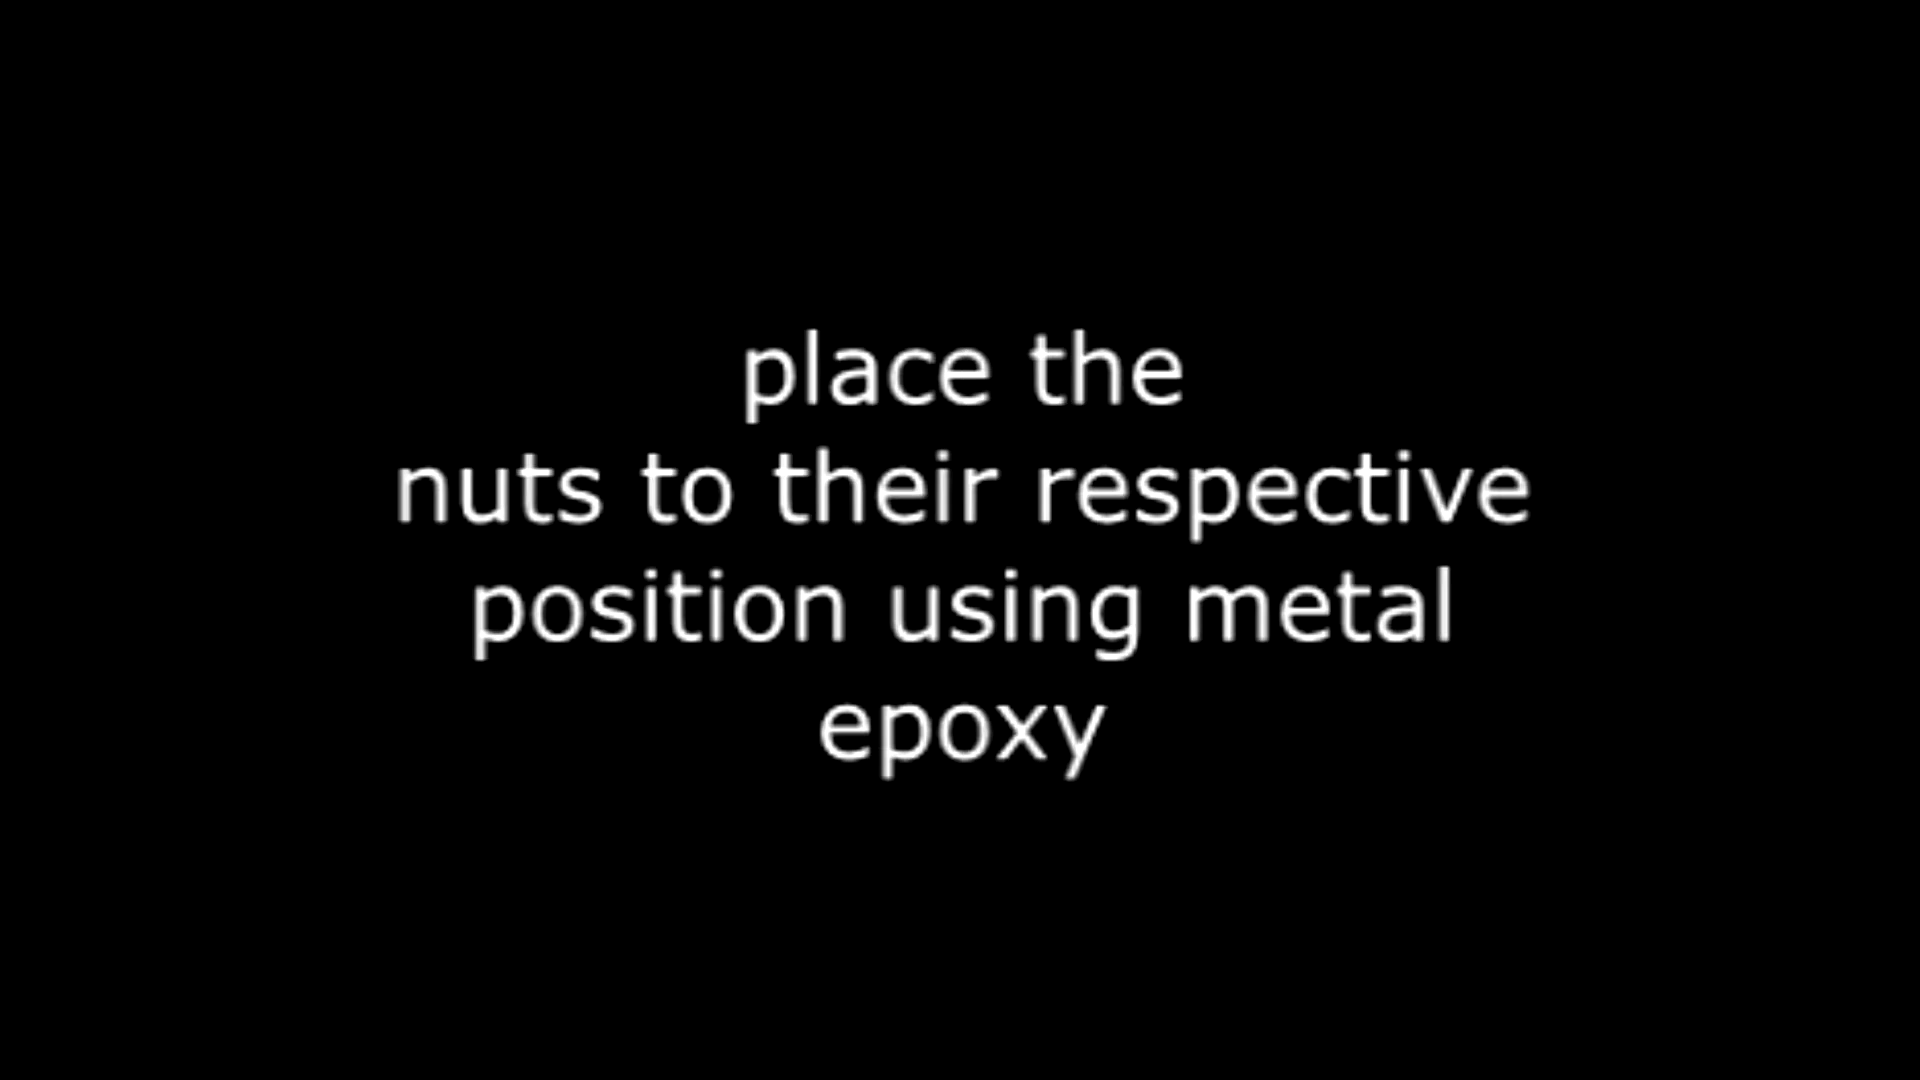 place the
nuts to their respective
position using metal
epoxy